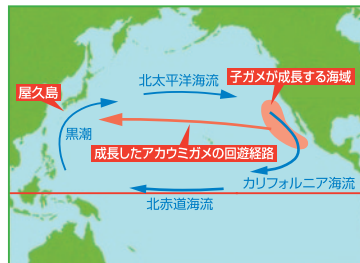 北太平洋海流
子ガメが成長する海域
屋久島
黒潮
成長したアカウミガメの回遊経路
カリフォルニア海流
北赤道海流